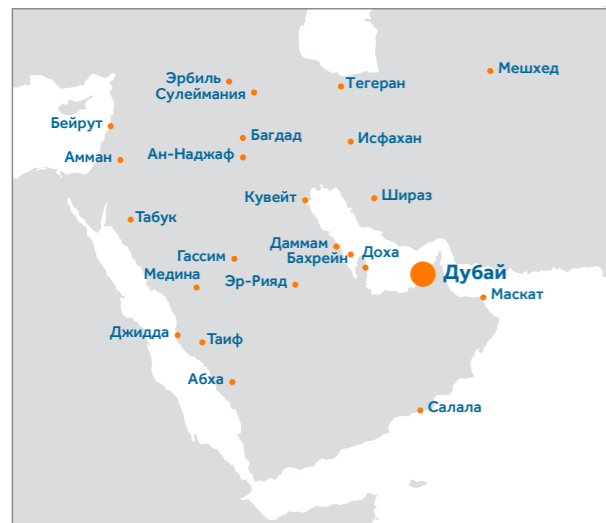 Мешхед
Эрбиль
Тегеран
Сулеймания
Бейрут
Багдад
Исфахан
Амман
Ан-Наджаф
Кувейт
Шираз
Табук
Даммам
Доха
Гассим
Бахрейн
Дубай
Медина
Эр-Рияд
Маскат
Джидда
Таиф
Абха
Салала